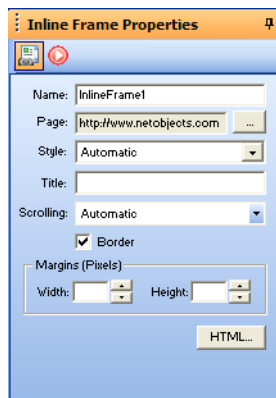 Inline Frame Properties
Name: InlineFrame1
Page: http://www.netobjects.com ...
Style: Automatic
Title:
Scrolling: Automatic
Border
Margins (Pixels)
Width: Height:
HTML...